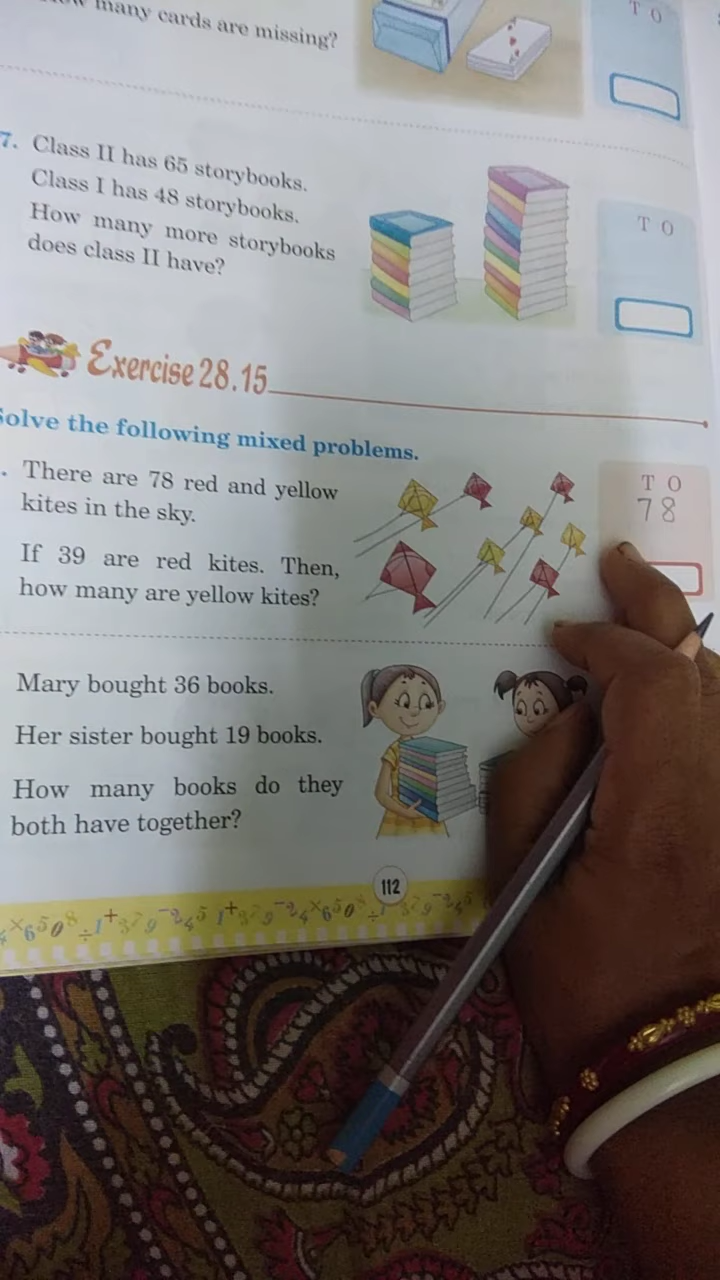 many cards are missing?
T O
7. Class II has 65 storybooks.
Class I has 48 storybooks.
How many more storybooks
does class II have?
T O
Exercise 28.15
Solve the following mixed problems.
There are 78 red and yellow
kites in the sky.
If 39 are red kites. Then,
how many are yellow kites?
T O
78
Mary bought 36 books.
Her sister bought 19 books.
How many books do they
both have together?
112